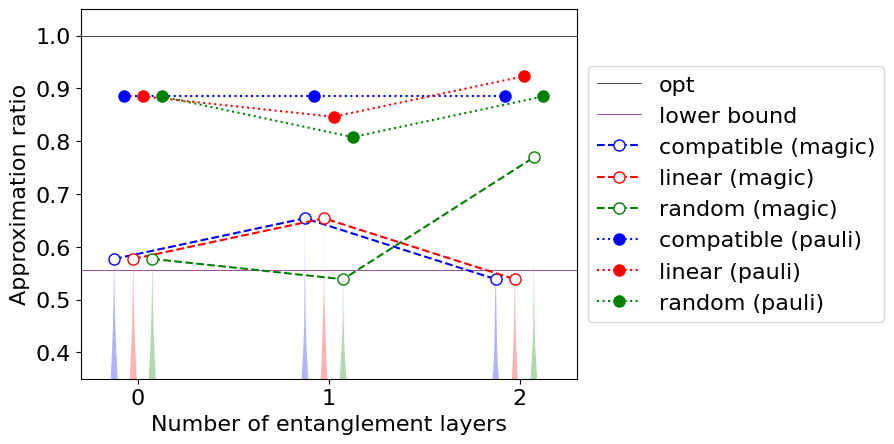 Approximation ratio
1.0
0.9
0.8
0.7
0.6
0.5
0.4
0
1
2
Number of entanglement layers
opt
lower bound
compatible (magic)
linear (magic)
random (magic)
compatible (pauli)
linear (pauli)
random (pauli)